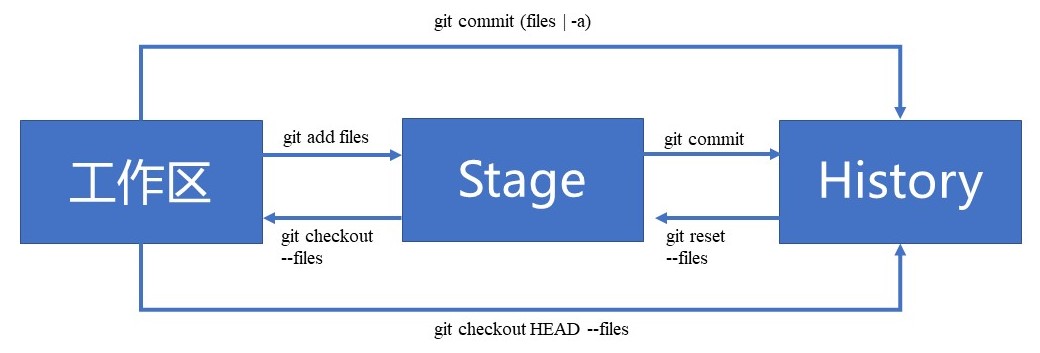 git commit (files | -a)
工作区
git add files
Stage
git commit
History
git checkout
--files
git reset
--files
git checkout HEAD --files